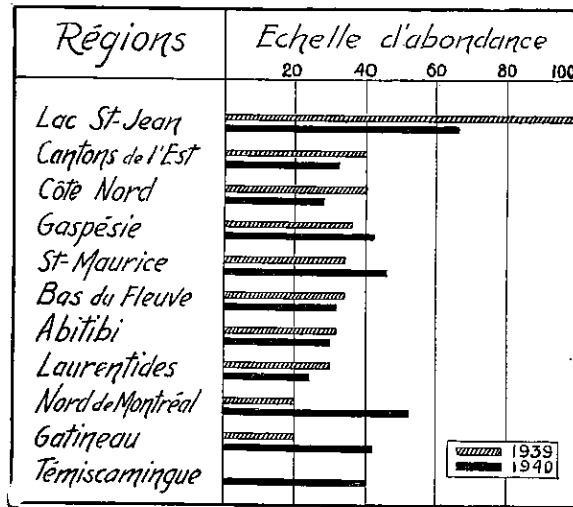 Régions Echelle d'abondance
20 40 60 80 100
Lac St-Jean
Cantons de l'Est
Côte Nord
Gaspésie
St-Maurice
Bas du Fleuve
Abitibi
Laurentides
Nord de Montréal
Gatineau
Témiscamingue
1939
1940